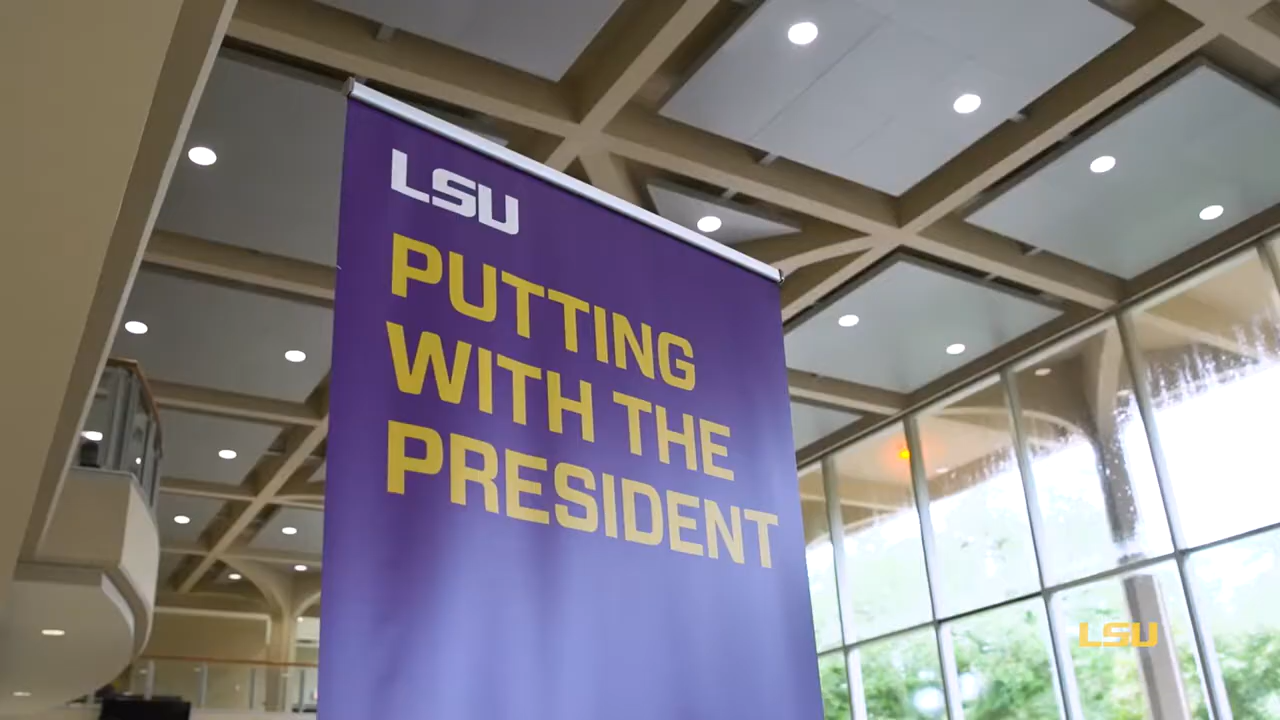 LSU
PUTTING
WITH THE
PRESIDENT
LSU